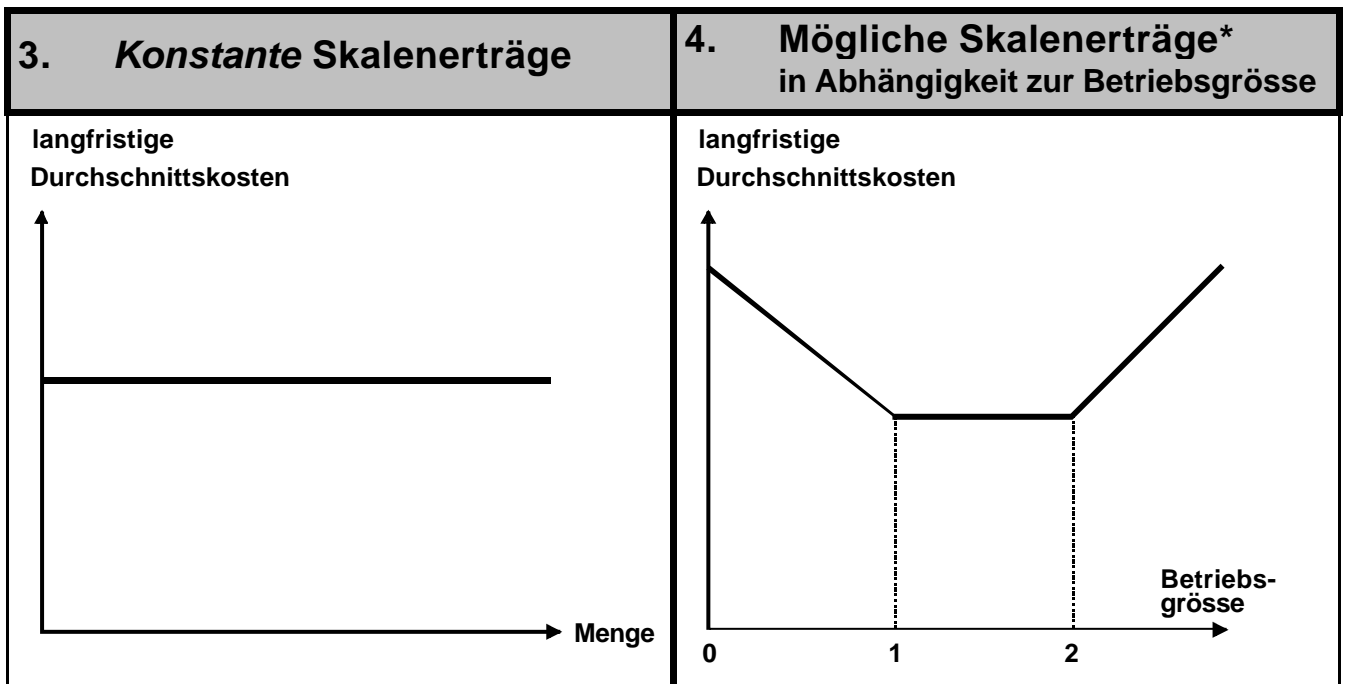 3. Konstante Skalenerträge
4. Mögliche Skalenerträge*
in Abhängigkeit zur Betriebsgrösse
langfristige
Durchschnittskosten
Menge
langfristige
Durchschnittskosten
Betriebs-
grösse
0 1 2